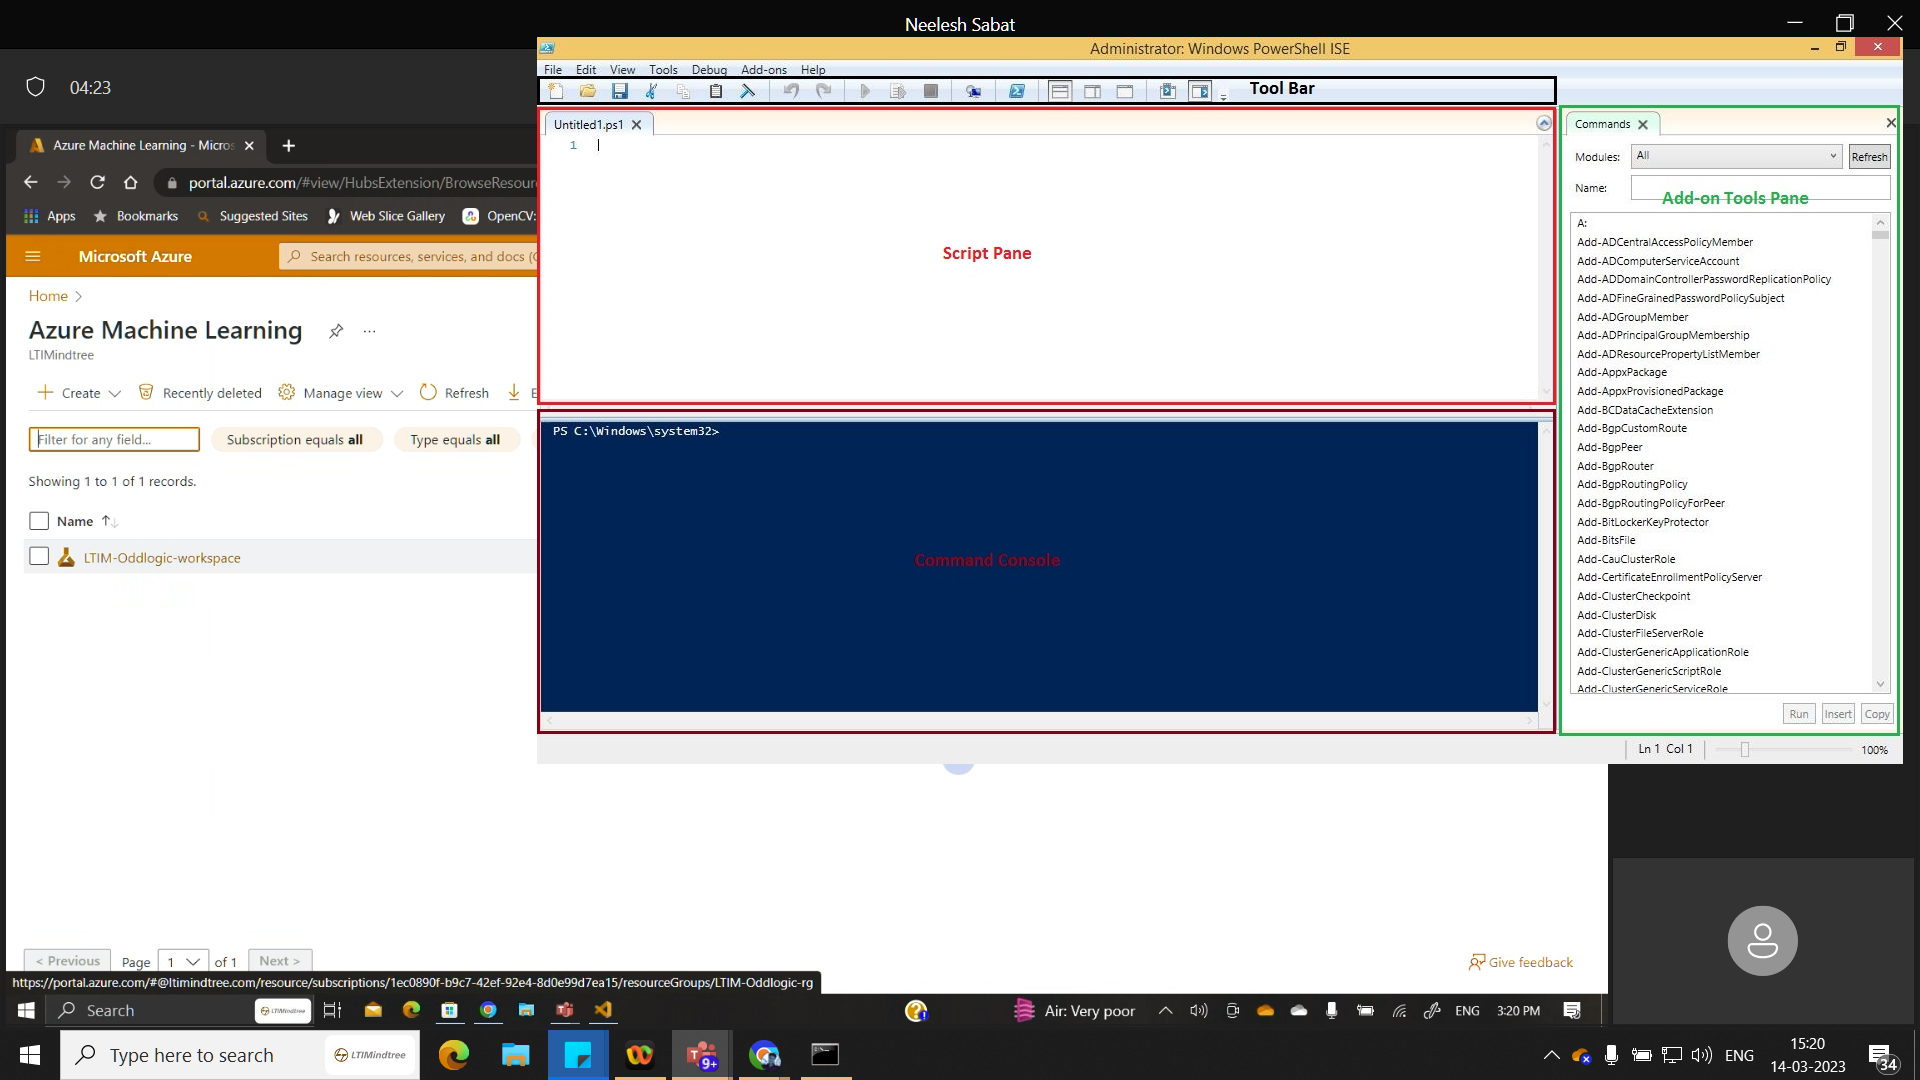 Neelesh Sabat
04:23
Administrator: Windows PowerShell ISE
File Edit View Tools Debug Add-ons Help
Tool Bar
Untitled1.ps1
1
Script Pane
PS C:\Windows\system32>
Command Console
Commands
Modules: All Refresh
Name:
Add-on Tools Pane
A:
Add-ADCentralAccessPolicyMember
Add-ADComputerServiceAccount
Add-ADDomainControllerPasswordReplicationPolicy
Add-ADFineGrainedPasswordPolicySubject
Add-ADGroupMember
Add-ADPrincipalGroupMembership
Add-ADResourcePropertyListMember
Add-AppxPackage
Add-AppxProvisionedPackage
Add-BCDataCacheExtension
Add-BgpCustomRoute
Add-BgpPeer
Add-BgpRouter
Add-BgpRoutingPolicy
Add-BgpRoutingPolicyForPeer
Add-BitLockerKeyProtector
Add-BitsFile
Add-CauClusterRole
Add-CertificateEnrollmentPolicyServer
Add-ClusterCheckpoint
Add-ClusterDisk
Add-ClusterFileServerRole
Add-ClusterGenericApplicationRole
Add-ClusterGenericScriptRole
Add-ClusterGenericServiceRole
Run Insert Copy
Ln 1 Col 1 100%
Azure Machine Learning - Micros
portal.azure.com/#view/HubsExtension/BrowseResour
Apps Bookmarks Suggested Sites Web Slice Gallery OpenCV:
Microsoft Azure
Search resources, services, and docs (
Home >
Azure Machine Learning
LTIMindtree
Create Recently deleted Manage view Refresh
Filter for any field... Subscription equals all Type equals all
Showing 1 to 1 of 1 records.
Name
LTIM-Oddlogic-workspace
< Previous Page 1 of 1 Next >
Give feedback
https://portal.azure.com/#@ltimindtree.com/resource/subscriptions/1ec0890f-b9c7-42ef-92e4-8d0e99d7ea15/resourceGroups/LTIM-Oddlogic-rg
Search LTIMindtree Air: Very poor ENG 3:20 PM
Type here to search LTIMindtree 9+ ENG 15:20
14-03-2023 34